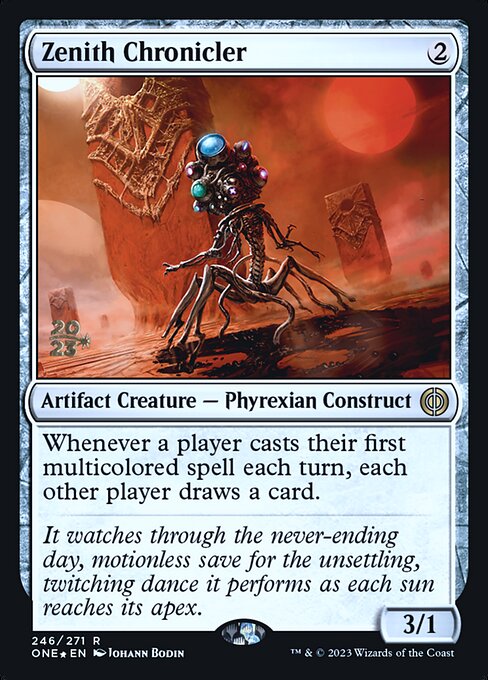 Zenith Chronicler 2
20
23
Artifact Creature — Phyrexian Construct
Whenever a player casts their first
multicolored spell each turn, each
other player draws a card.
It watches through the never-ending
day, motionless save for the unsettling,
twitching dance it performs as each sun
reaches its apex.
3/1
246/271 R
ONE★EN Johann Bodin
™ & © 2023 Wizards of the Coast